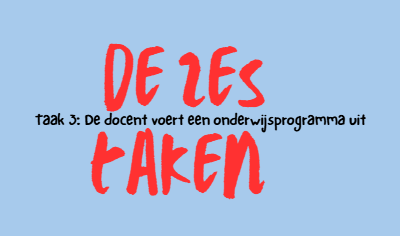 DE ZES
Taak 3: De docent voert een onderwijsprogramma uit
TAKEN